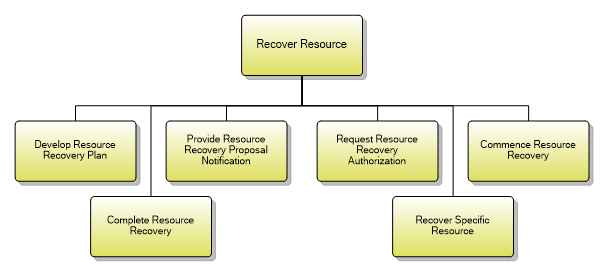 Recover Resource
Develop Resource
Recovery Plan
Provide Resource
Recovery Proposal
Notification
Request Resource
Recovery
Authorization
Commence Resource
Recovery
Complete Resource
Recovery
Recover Specific
Resource